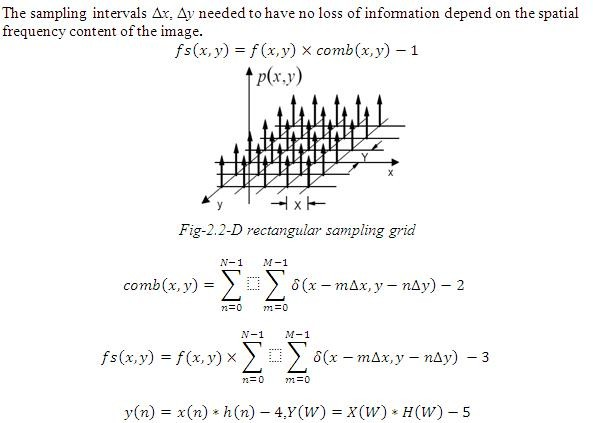 The sampling intervals Δx, Δy needed to have no loss of information depend on the spatial
frequency content of the image.
fs(x,y) = f(x,y) × comb(x,y) − 1
p(x,y)
Y
x
y
x
Fig-2.2-D rectangular sampling grid
comb(x,y) = ∑_{n=0}^{N−1} ∑_{m=0}^{M−1} δ(x − mΔx, y − nΔy) − 2
fs(x,y) = f(x,y) × ∑_{n=0}^{N−1} ∑_{m=0}^{M−1} δ(x − mΔx, y − nΔy) − 3
y(n) = x(n) * h(n) − 4,Y(W) = X(W) * H(W) − 5